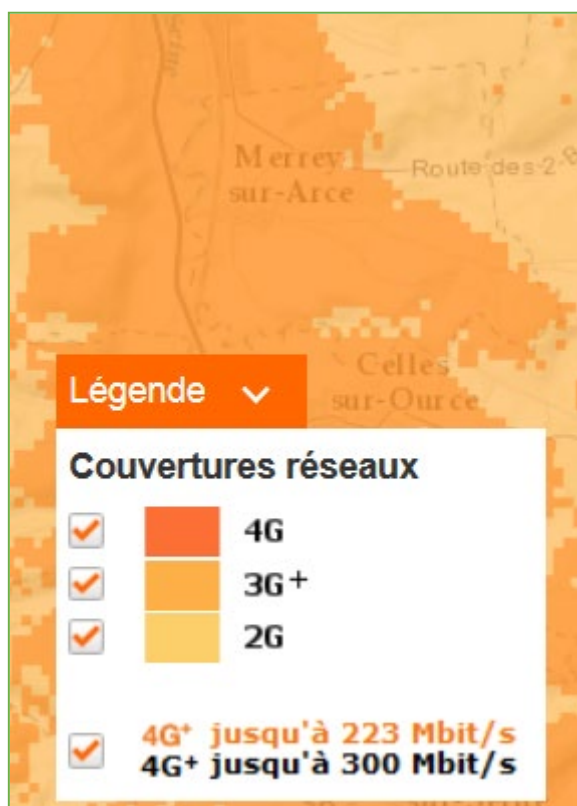 Seine
Merrey
sur-Arce
Route-des-2-B
Celles
sur-Ource
Légende
Couvertures réseaux
4G
3G+
2G
4G+ jusqu'à 223 Mbit/s
4G+ jusqu'à 300 Mbit/s